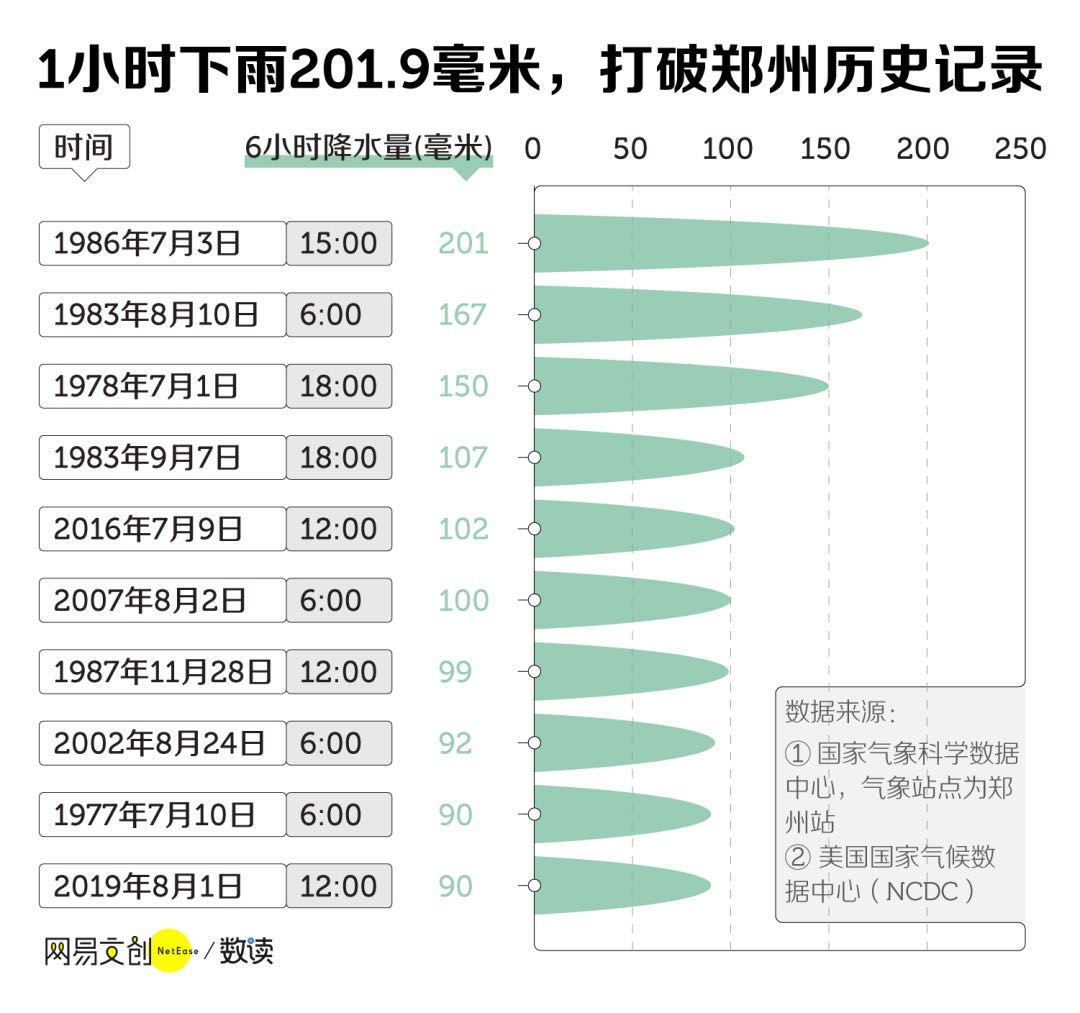 1小时下雨201.9毫米，打破郑州历史记录
时间 6小时降水量(毫米) 0 50 100 150 200 250
1986年7月3日 15:00 201
1983年8月10日 6:00 167
1978年7月1日 18:00 150
1983年9月7日 18:00 107
2016年7月9日 12:00 102
2007年8月2日 6:00 100
1987年11月28日 12:00 99
2002年8月24日 6:00 92
1977年7月10日 6:00 90
2019年8月1日 12:00 90
数据来源：
① 国家气象科学数据
中心，气象站点为郑
州站
② 美国国家气候数
据中心（NCDC）
网易文创 NetEase / 数读